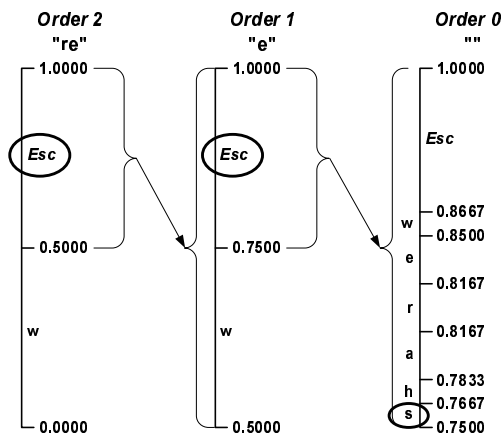 Order 2 Order 1 Order 0
"re" "e" ""
1.0000 1.0000 1.0000
Esc Esc Esc
0.8667
w
0.8500
0.5000 0.7500 e
0.8167
r
w w 0.8167
a
0.7833
h
0.7667
s
0.0000 0.5000 0.7500